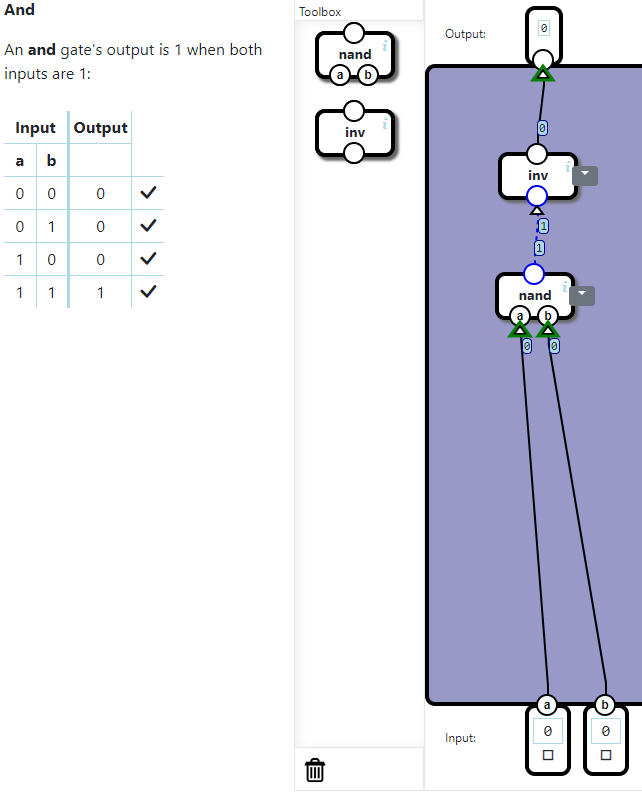 And
An and gate's output is 1 when both
inputs are 1:
Input Output
a b
0 0 0
0 1 0
1 0 0
1 1 1
Toolbox
nand
a b
inv
Output:
0
0
inv
1
1
nand
a b
0 0
a b
Input:
0 0